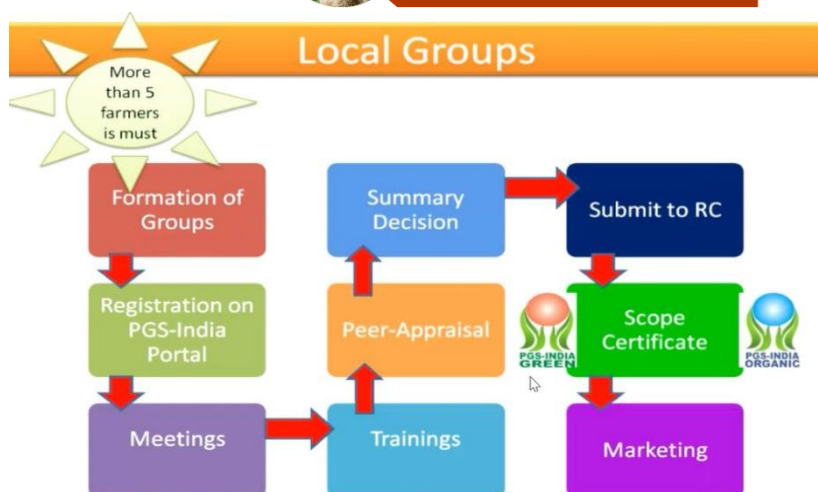 Local Groups
More
than 5
farmers
is must
Formation of
Groups
Registration on
PGS-India
Portal
Meetings
Trainings
Peer-Appraisal
Summary
Decision
Submit to RC
PGS-INDIA
GREEN
Scope
Certificate
PGS-INDIA
ORGANIC
Marketing